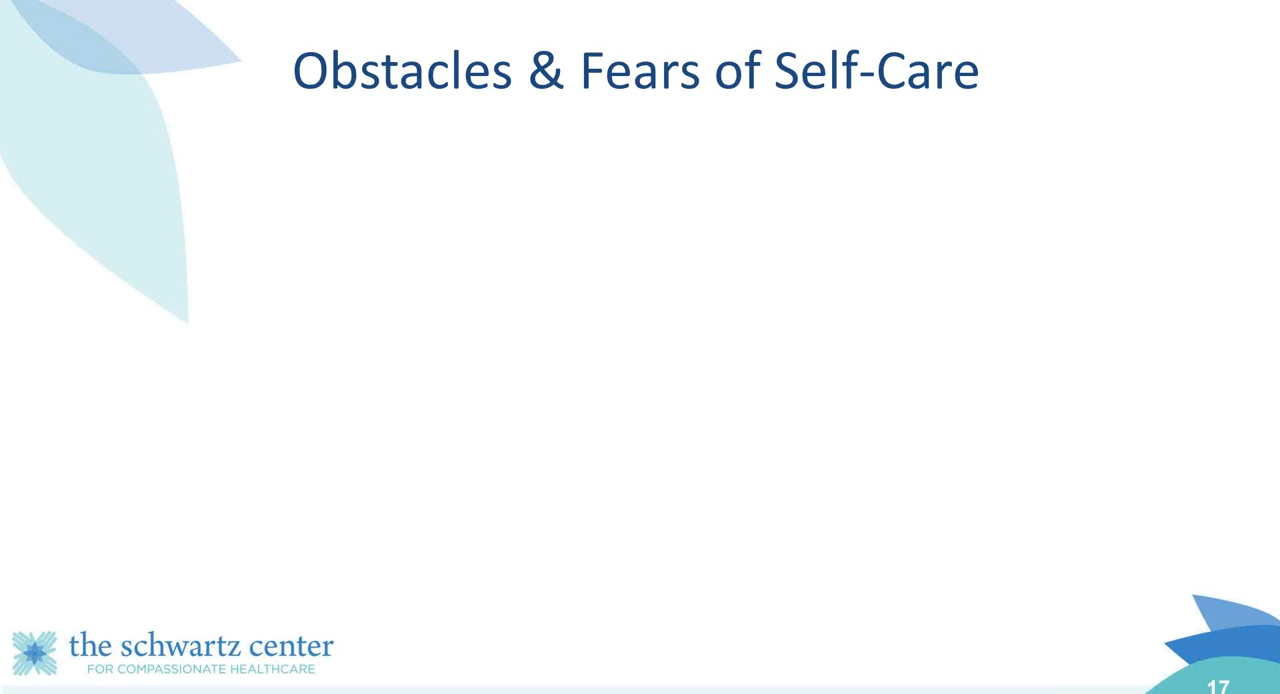 Obstacles & Fears of Self-Care
the schwartz center
FOR COMPASSIONATE HEALTHCARE
17